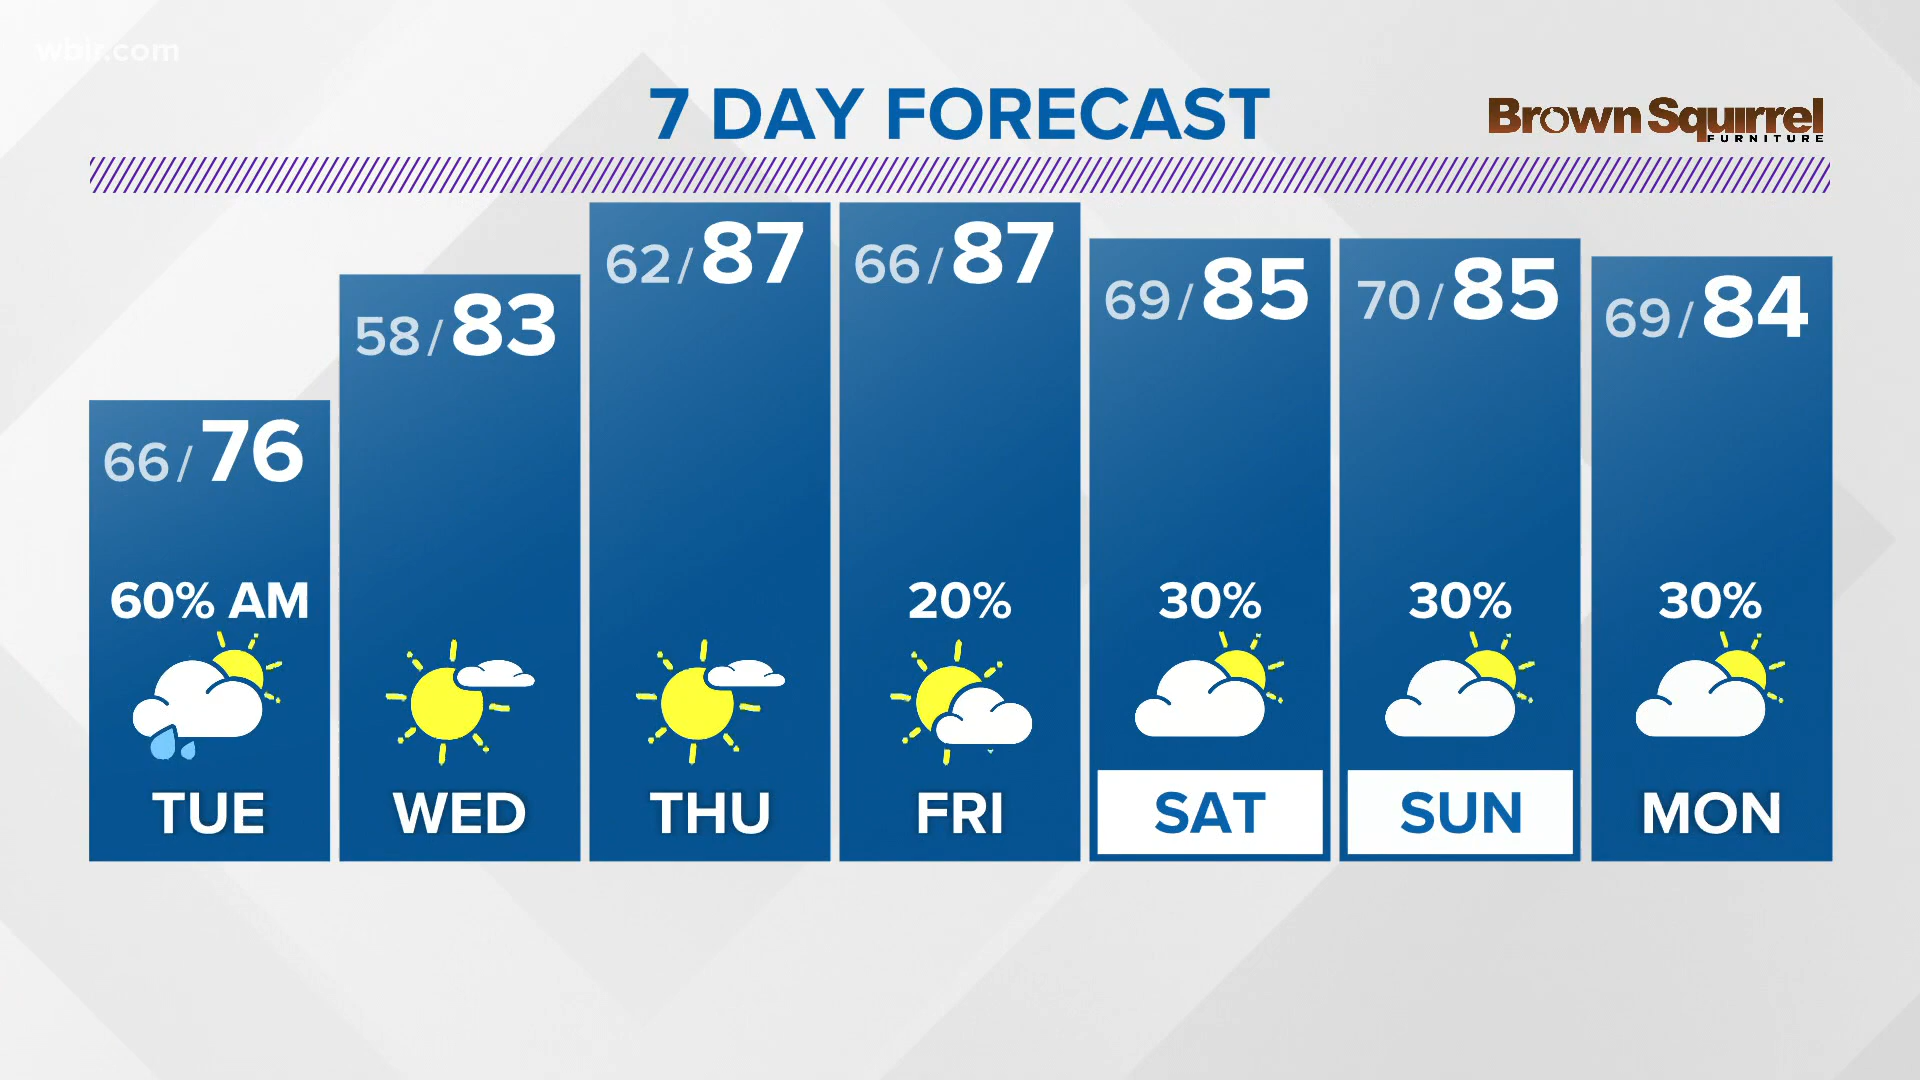 wbir.com
7 DAY FORECAST
Brown Squirrel
FURNITURE
66/76
60% AM
TUE
58/83
WED
62/87
THU
66/87
20%
FRI
69/85
30%
SAT
70/85
30%
SUN
69/84
30%
MON